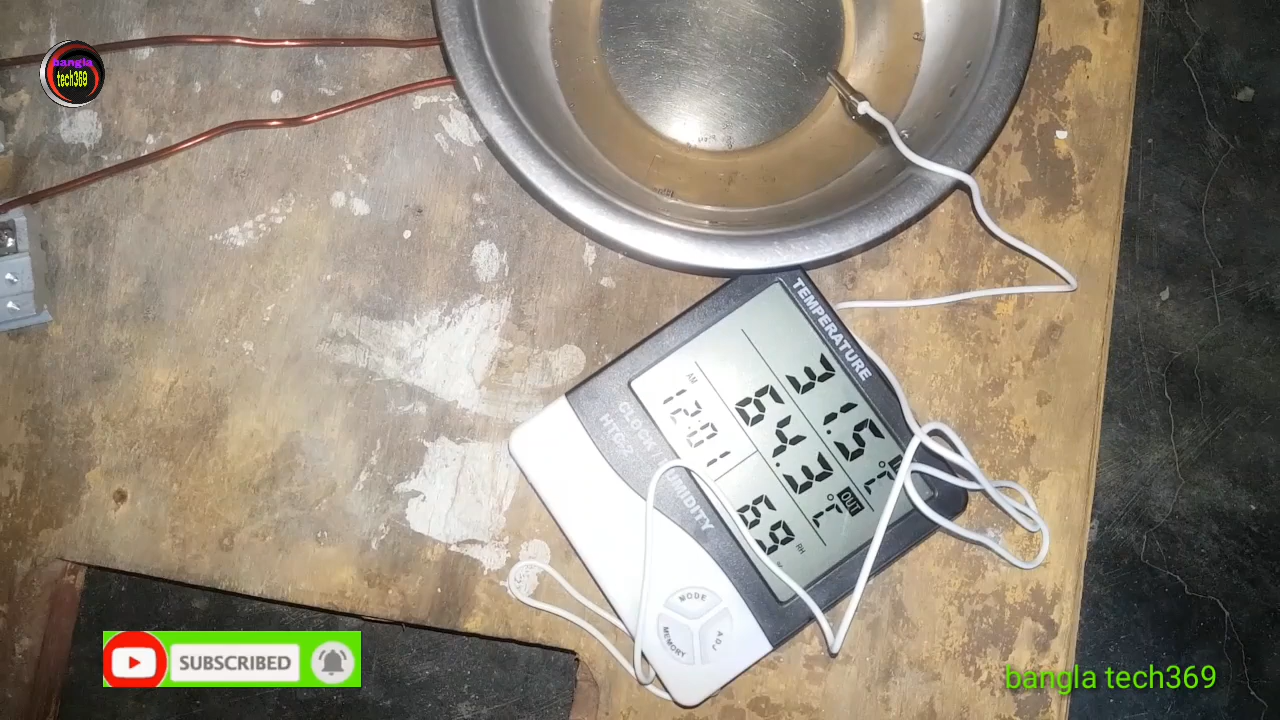 bangla
tech369
TEMPERATURE
31.5 °C
64.3 °C OUT
AM
12:01
69 RH
CLOCK
HTC-2
UMIDITY
MODE
MEMORY
ADJ
SUBSCRIBED
bangla tech369